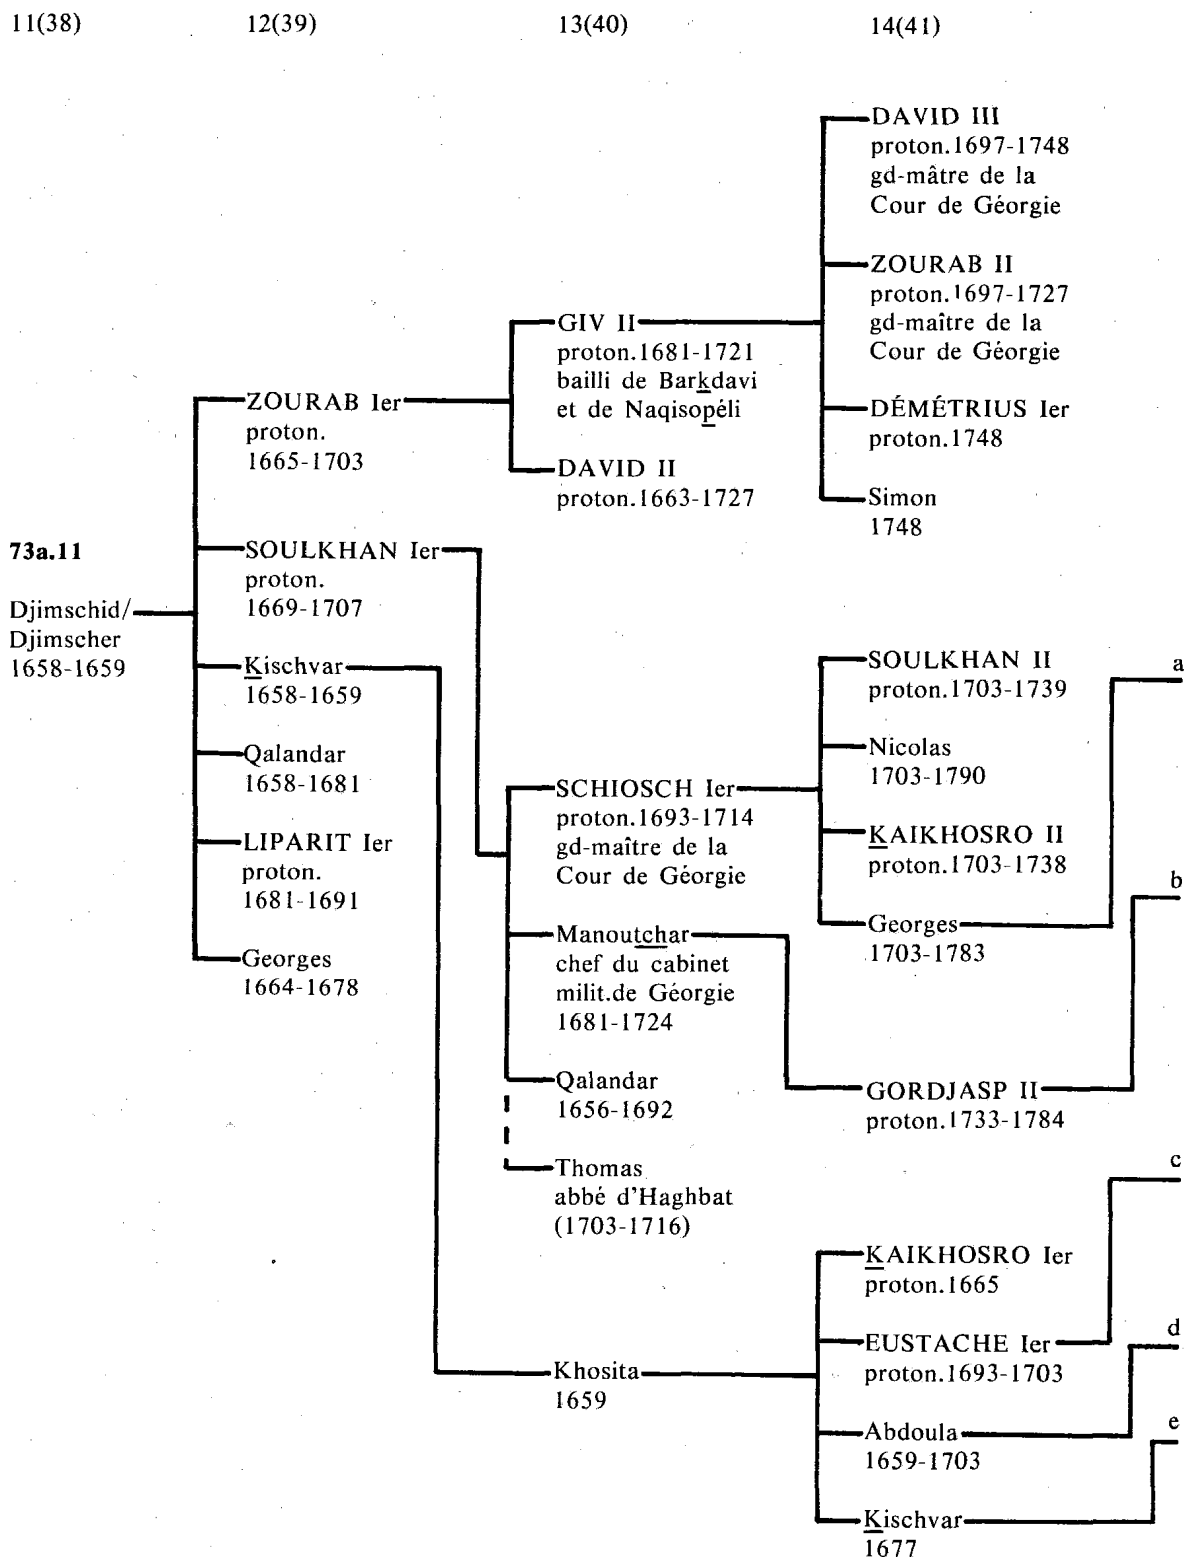 11(38) 12(39) 13(40) 14(41)
73a.11
Djimschid/
Djimscher
1658-1659
ZOURAB Ier
proton.
1665-1703
SOULKHAN Ier
proton.
1669-1707
Kischvar
1658-1659
Qalandar
1658-1681
LIPARIT Ier
proton.
1681-1691
Georges
1664-1678
GIV II
proton.1681-1721
bailli de Barkdavi
et de Naqisopéli
DAVID II
proton.1663-1727
SCHIOSCH Ier
proton.1693-1714
gd-maître de la
Cour de Géorgie
Manoutchar
chef du cabinet
milit.de Géorgie
1681-1724
Qalandar
1656-1692
Thomas
abbé d'Haghbat
(1703-1716)
Khosita
1659
DAVID III
proton.1697-1748
gd-mâtre de la
Cour de Géorgie
ZOURAB II
proton.1697-1727
gd-maître de la
Cour de Géorgie
DÉMÉTRIUS Ier
proton.1748
Simon
1748
SOULKHAN II
proton.1703-1739
Nicolas
1703-1790
KAIKHOSRO II
proton.1703-1738
Georges
1703-1783
GORDJASP II
proton.1733-1784
KAIKHOSRO Ier
proton.1665
EUSTACHE Ier
proton.1693-1703
Abdoula
1659-1703
Kischvar
1677
a
b
c
d
e